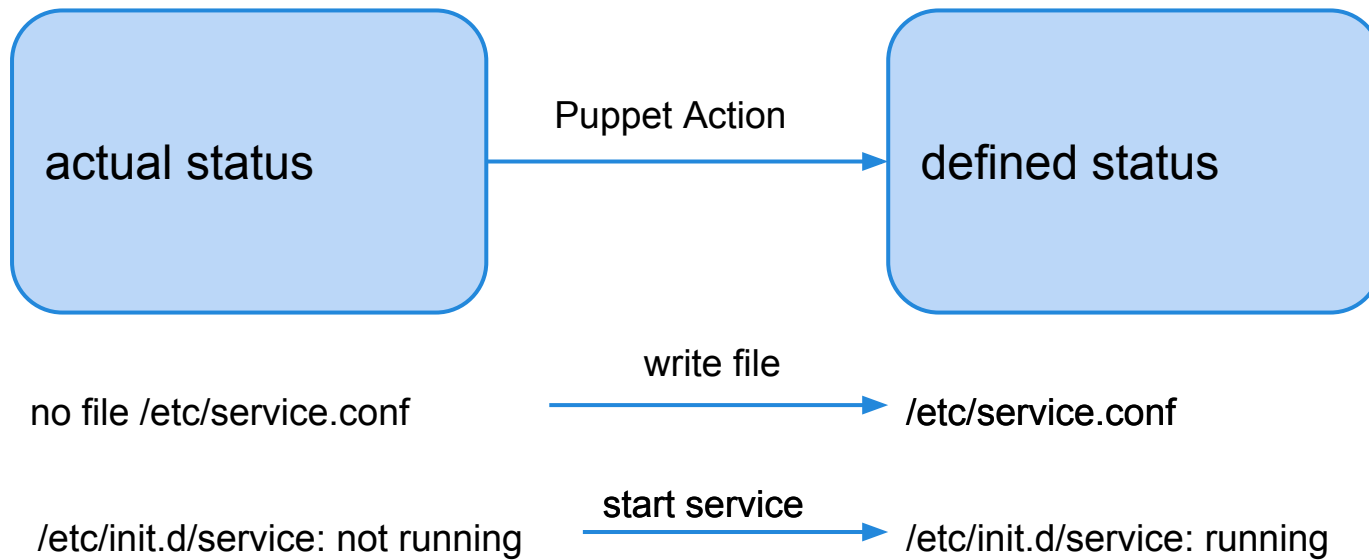 Puppet Action
actual status
defined status
write file
no file /etc/service.conf
/etc/service.conf
start service
/etc/init.d/service: not running
/etc/init.d/service: running